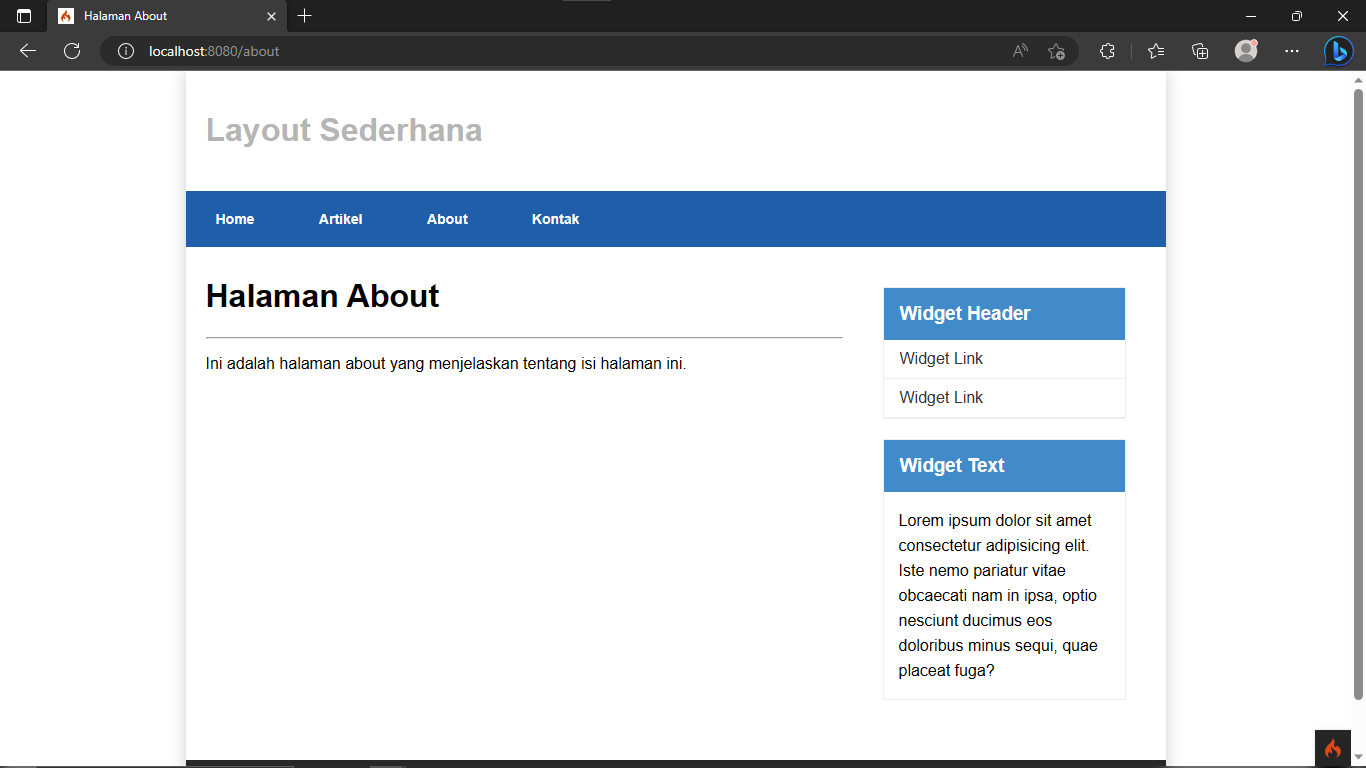 Halaman About
localhost:8080/about
Layout Sederhana
Home Artikel About Kontak
Halaman About
Ini adalah halaman about yang menjelaskan tentang isi halaman ini.
Widget Header
Widget Link
Widget Link
Widget Text
Lorem ipsum dolor sit amet
consectetur adipisicing elit.
Iste nemo pariatur vitae
obcaecati nam in ipsa, optio
nesciunt ducimus eos
doloribus minus sequi, quae
placeat fuga?